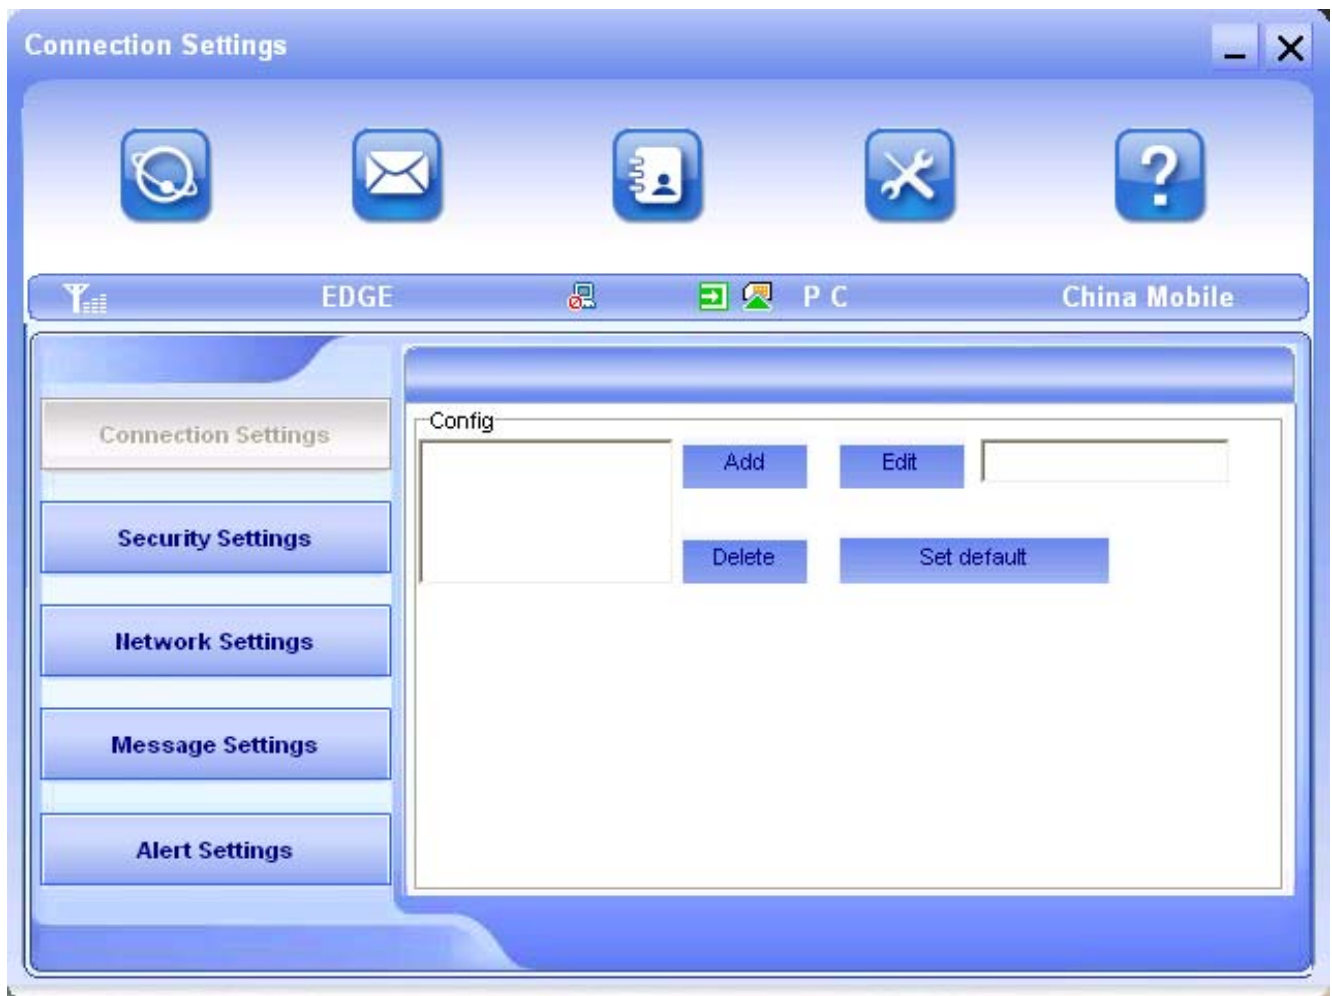 Connection Settings
EDGE P C China Mobile
Connection Settings
Security Settings
Network Settings
Message Settings
Alert Settings
Config
Add Edit
Delete Set default